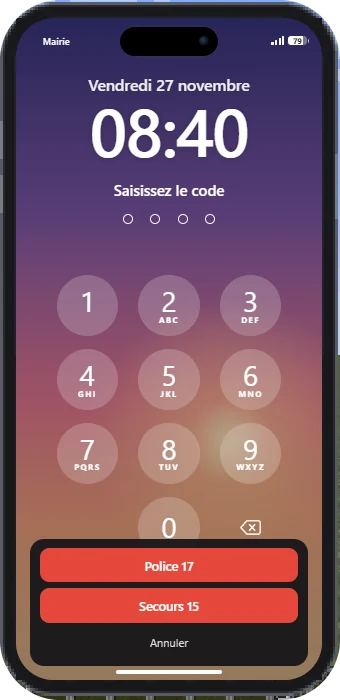 Mairie
79
Vendredi 27 novembre
08:40
Saisissez le code
1
2
ABC
3
DEF
4
GHI
5
JKL
6
MNO
7
PQRS
8
TUV
9
WXYZ
0
Police 17
Secours 15
Annuler